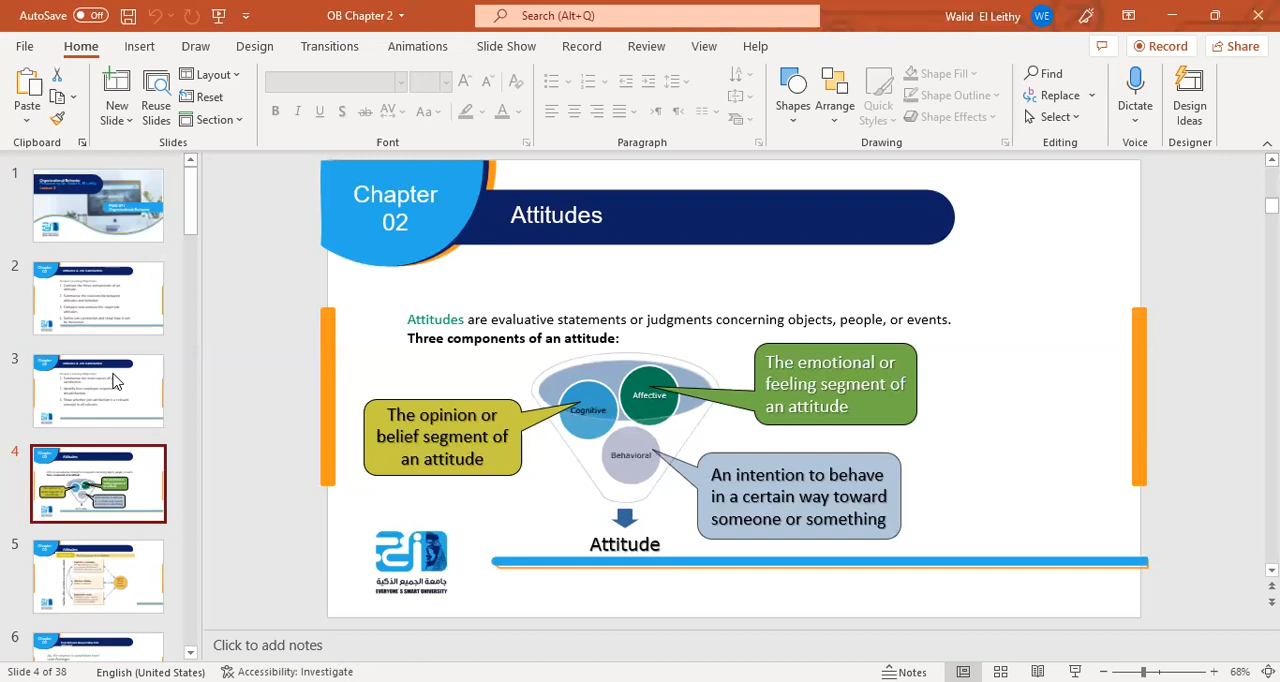 AutoSave Off
OB Chapter 2
Search (Alt+Q)
Walid El Leithy WE
File Home Insert Draw Design Transitions Animations Slide Show Record Review View Help
Record Share
Paste
New Slide
Reuse Slides
Layout
Reset
Section
Shapes
Arrange
Quick Styles
Shape Fill
Shape Outline
Shape Effects
Find
Replace
Select
Dictate
Design Ideas
Clipboard Slides Font Paragraph Drawing Editing Voice Designer
1
2
3
4
5
6
Chapter
02
Attitudes
Attitudes are evaluative statements or judgments concerning objects, people, or events.
Three components of an attitude:
The emotional or
feeling segment of
an attitude
Affective
Cognitive
The opinion or
belief segment of
an attitude
Behavioral
An intention to behave
in a certain way toward
someone or something
Attitude
جامعة الجميع الذكية
EVERYONE'S SMART UNIVERSITY
Click to add notes
Slide 4 of 38 English (United States) Accessibility: Investigate Notes 68%